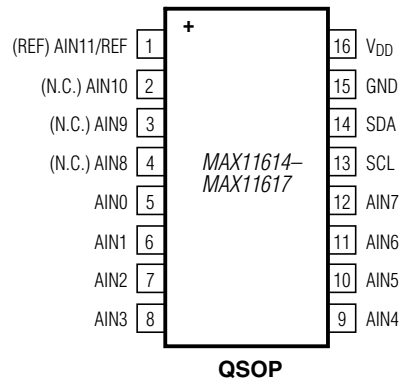 +
(REF) AIN11/REF 1 16 VDD
(N.C.) AIN10 2 15 GND
(N.C.) AIN9 3 14 SDA
(N.C.) AIN8 4 MAX11614– 13 SCL
MAX11617
AIN0 5 12 AIN7
AIN1 6 11 AIN6
AIN2 7 10 AIN5
AIN3 8 9 AIN4
QSOP